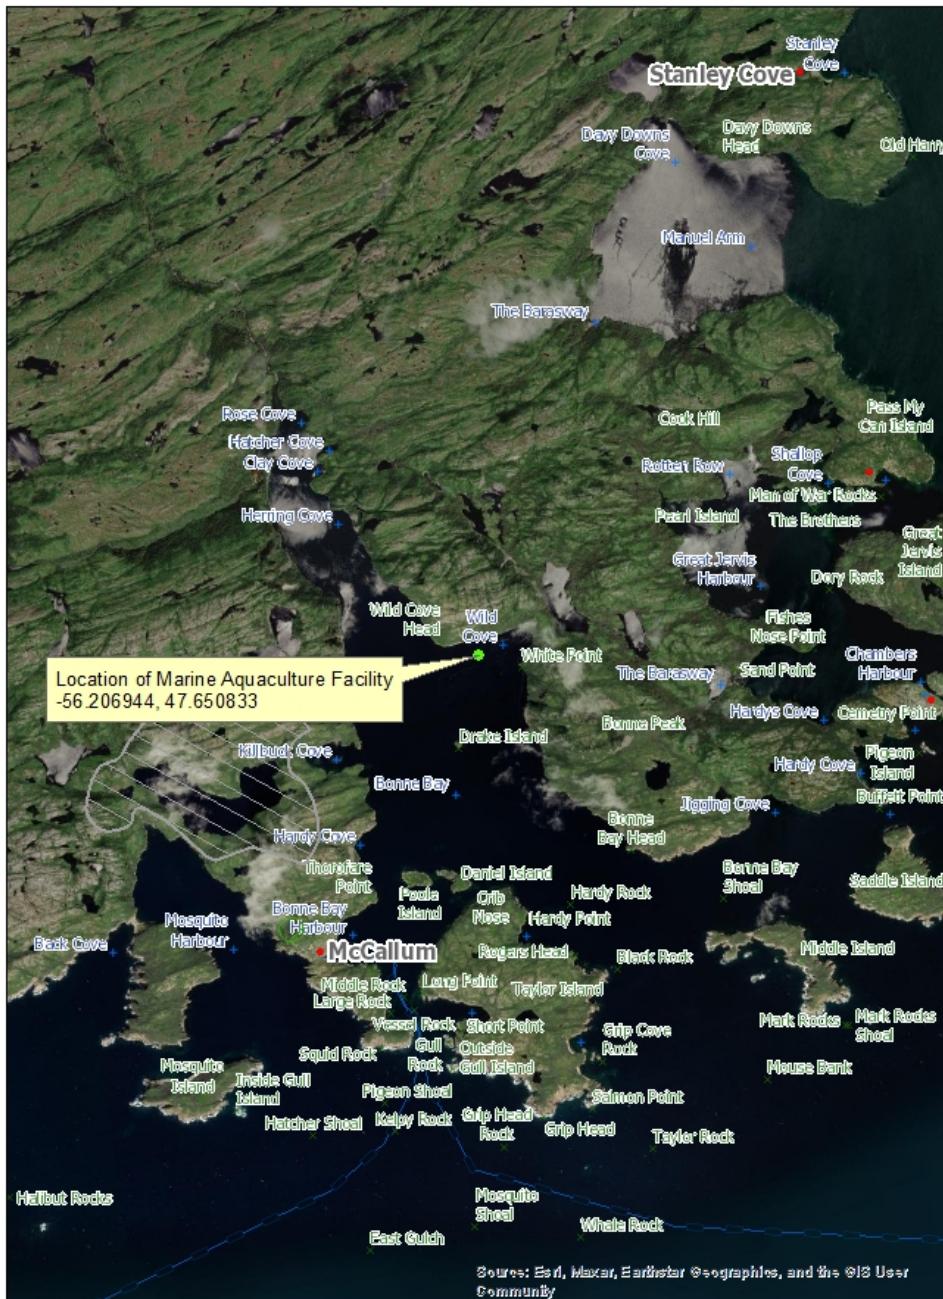 Stanley
Cove
Stanley Cove
Davy Downs
Head
Davy Downs
Cove
Old Harry
Manuel Arm
The Barasway
Pass My
Can Island
Cock Hill
Rose Cove
Hatcher Cove
Clay Cove
Shallop
Cove
Rotten Row
Man of War Rocks
Herring Cove
Pearl Island
The Brothers
Great
Jervis
Island
Great Jervis
Harbour
Dory Rock
Wild Cove
Head
Wild
Cove
Fishes
Nose Point
White Point
Chambers
Harbour
Sand Point
The Barasway
Location of Marine Aquaculture Facility
-56.206944, 47.650833
Hardys Cove
Cemetry Point
Bonne Peak
Drake Island
Killbuck Cove
Pigeon
Island
Hardy Cove
Bonne Bay
Buffett Point
Jigging Cove
Bonne
Bay Head
Hardy Cove
Thorofare
Point
Daniel Island
Bonne Bay
Shoal
Saddle Island
Poola
Island
Crib
Nose
Hardy Rock
Bonne Bay
Harbour
Hardy Point
Mosquito
Harbour
Back Cove
McCallum
Rogers Head
Black Rock
Middle Island
Middle Rock
Large Rock
Long Point
Taylor Island
Vessel Rock
Short Point
Mark Rocks
Mark Rocks
Shoal
Grip Cove
Rock
Gull
Rock
Outside
Gull Island
Squid Rock
Mosquito
Island
Inside Gull
Island
Mouse Bank
Pigeon Shoal
Salmon Point
Hatcher Shoal
Kelpy Rock
Grip Head
Rock
Grip Head
Taylor Rock
Halibut Rocks
Mosquito
Shoal
Whale Rock
East Gulch
Source: Esri, Maxar, Earthstar Geographics, and the GIS User
Community